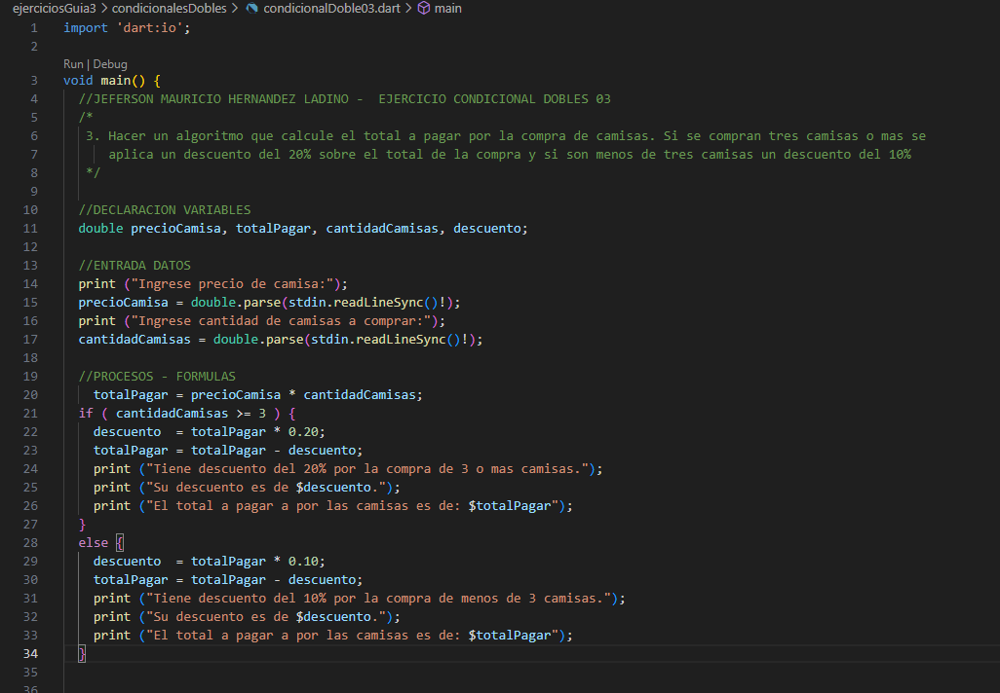 ejerciciosGuia3 > condicionalesDobles > condicionalDoble03.dart > main
1 import 'dart:io';
2
Run | Debug
3 void main() {
4 //JEFERSON MAURICIO HERNANDEZ LADINO - EJERCICIO CONDICIONAL DOBLES 03
5 /*
6 3. Hacer un algoritmo que calcule el total a pagar por la compra de camisas. Si se compran tres camisas o mas se
7 aplica un descuento del 20% sobre el total de la compra y si son menos de tres camisas un descuento del 10%
8 */
9
10 //DECLARACION VARIABLES
11 double precioCamisa, totalPagar, cantidadCamisas, descuento;
12
13 //ENTRADA DATOS
14 print ("Ingrese precio de camisa:");
15 precioCamisa = double.parse(stdin.readLineSync()!);
16 print ("Ingrese cantidad de camisas a comprar:");
17 cantidadCamisas = double.parse(stdin.readLineSync()!);
18
19 //PROCESOS - FORMULAS
20 totalPagar = precioCamisa * cantidadCamisas;
21 if ( cantidadCamisas >= 3 ) {
22 descuento  = totalPagar * 0.20;
23 totalPagar = totalPagar - descuento;
24 print ("Tiene descuento del 20% por la compra de 3 o mas camisas.");
25 print ("Su descuento es de $descuento.");
26 print ("El total a pagar a por las camisas es de: $totalPagar");
27 }
28 else {
29 descuento  = totalPagar * 0.10;
30 totalPagar = totalPagar - descuento;
31 print ("Tiene descuento del 10% por la compra de menos de 3 camisas.");
32 print ("Su descuento es de $descuento.");
33 print ("El total a pagar a por las camisas es de: $totalPagar");
34 }
35
36